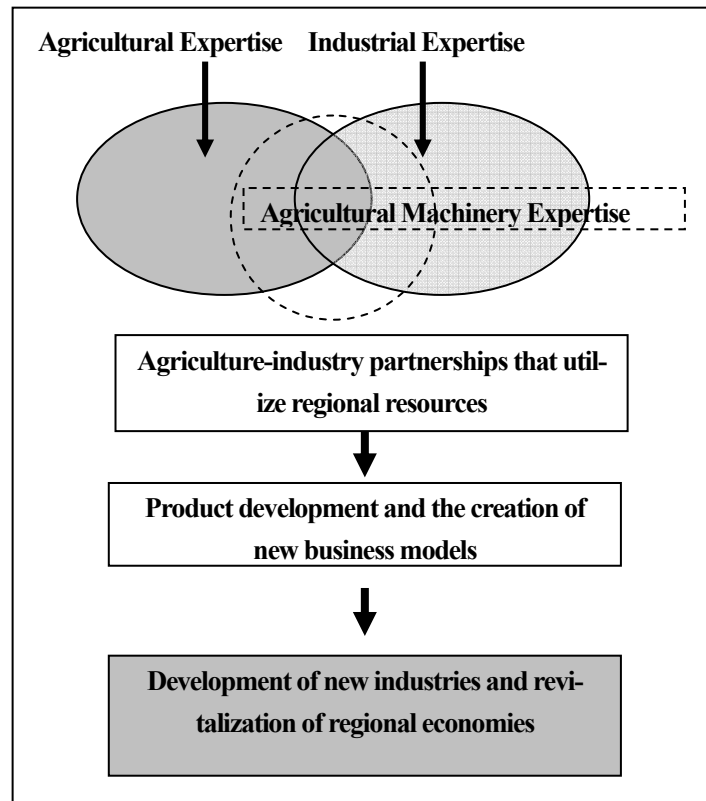 Agricultural Expertise Industrial Expertise
Agricultural Machinery Expertise
Agriculture-industry partnerships that util-
ize regional resources
Product development and the creation of
new business models
Development of new industries and revi-
talization of regional economies